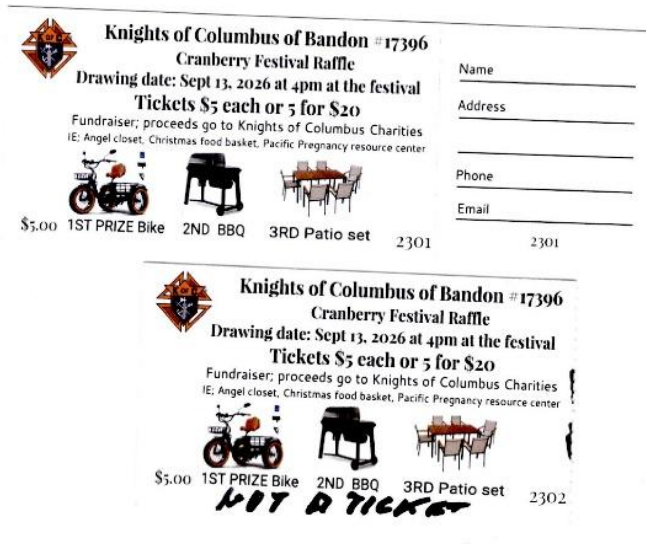 Knights of Columbus of Bandon #17396
Cranberry Festival Raffle
Drawing date: Sept 13, 2026 at 4pm at the festival
Tickets $5 each or 5 for $20
Fundraiser; proceeds go to Knights of Columbus Charities
IE; Angel closet, Christmas food basket, Pacific Pregnancy resource center
$5.00 1ST PRIZE Bike 2ND BBQ 3RD Patio set 2301
Name
Address
Phone
Email
2301
K OF C
Knights of Columbus of Bandon #17396
Cranberry Festival Raffle
Drawing date: Sept 13, 2026 at 4pm at the festival
Tickets $5 each or 5 for $20
Fundraiser; proceeds go to Knights of Columbus Charities
IE; Angel closet, Christmas food basket, Pacific Pregnancy resource center
$5.00 1ST PRIZE Bike 2ND BBQ 3RD Patio set 2302
NOT A TICKET